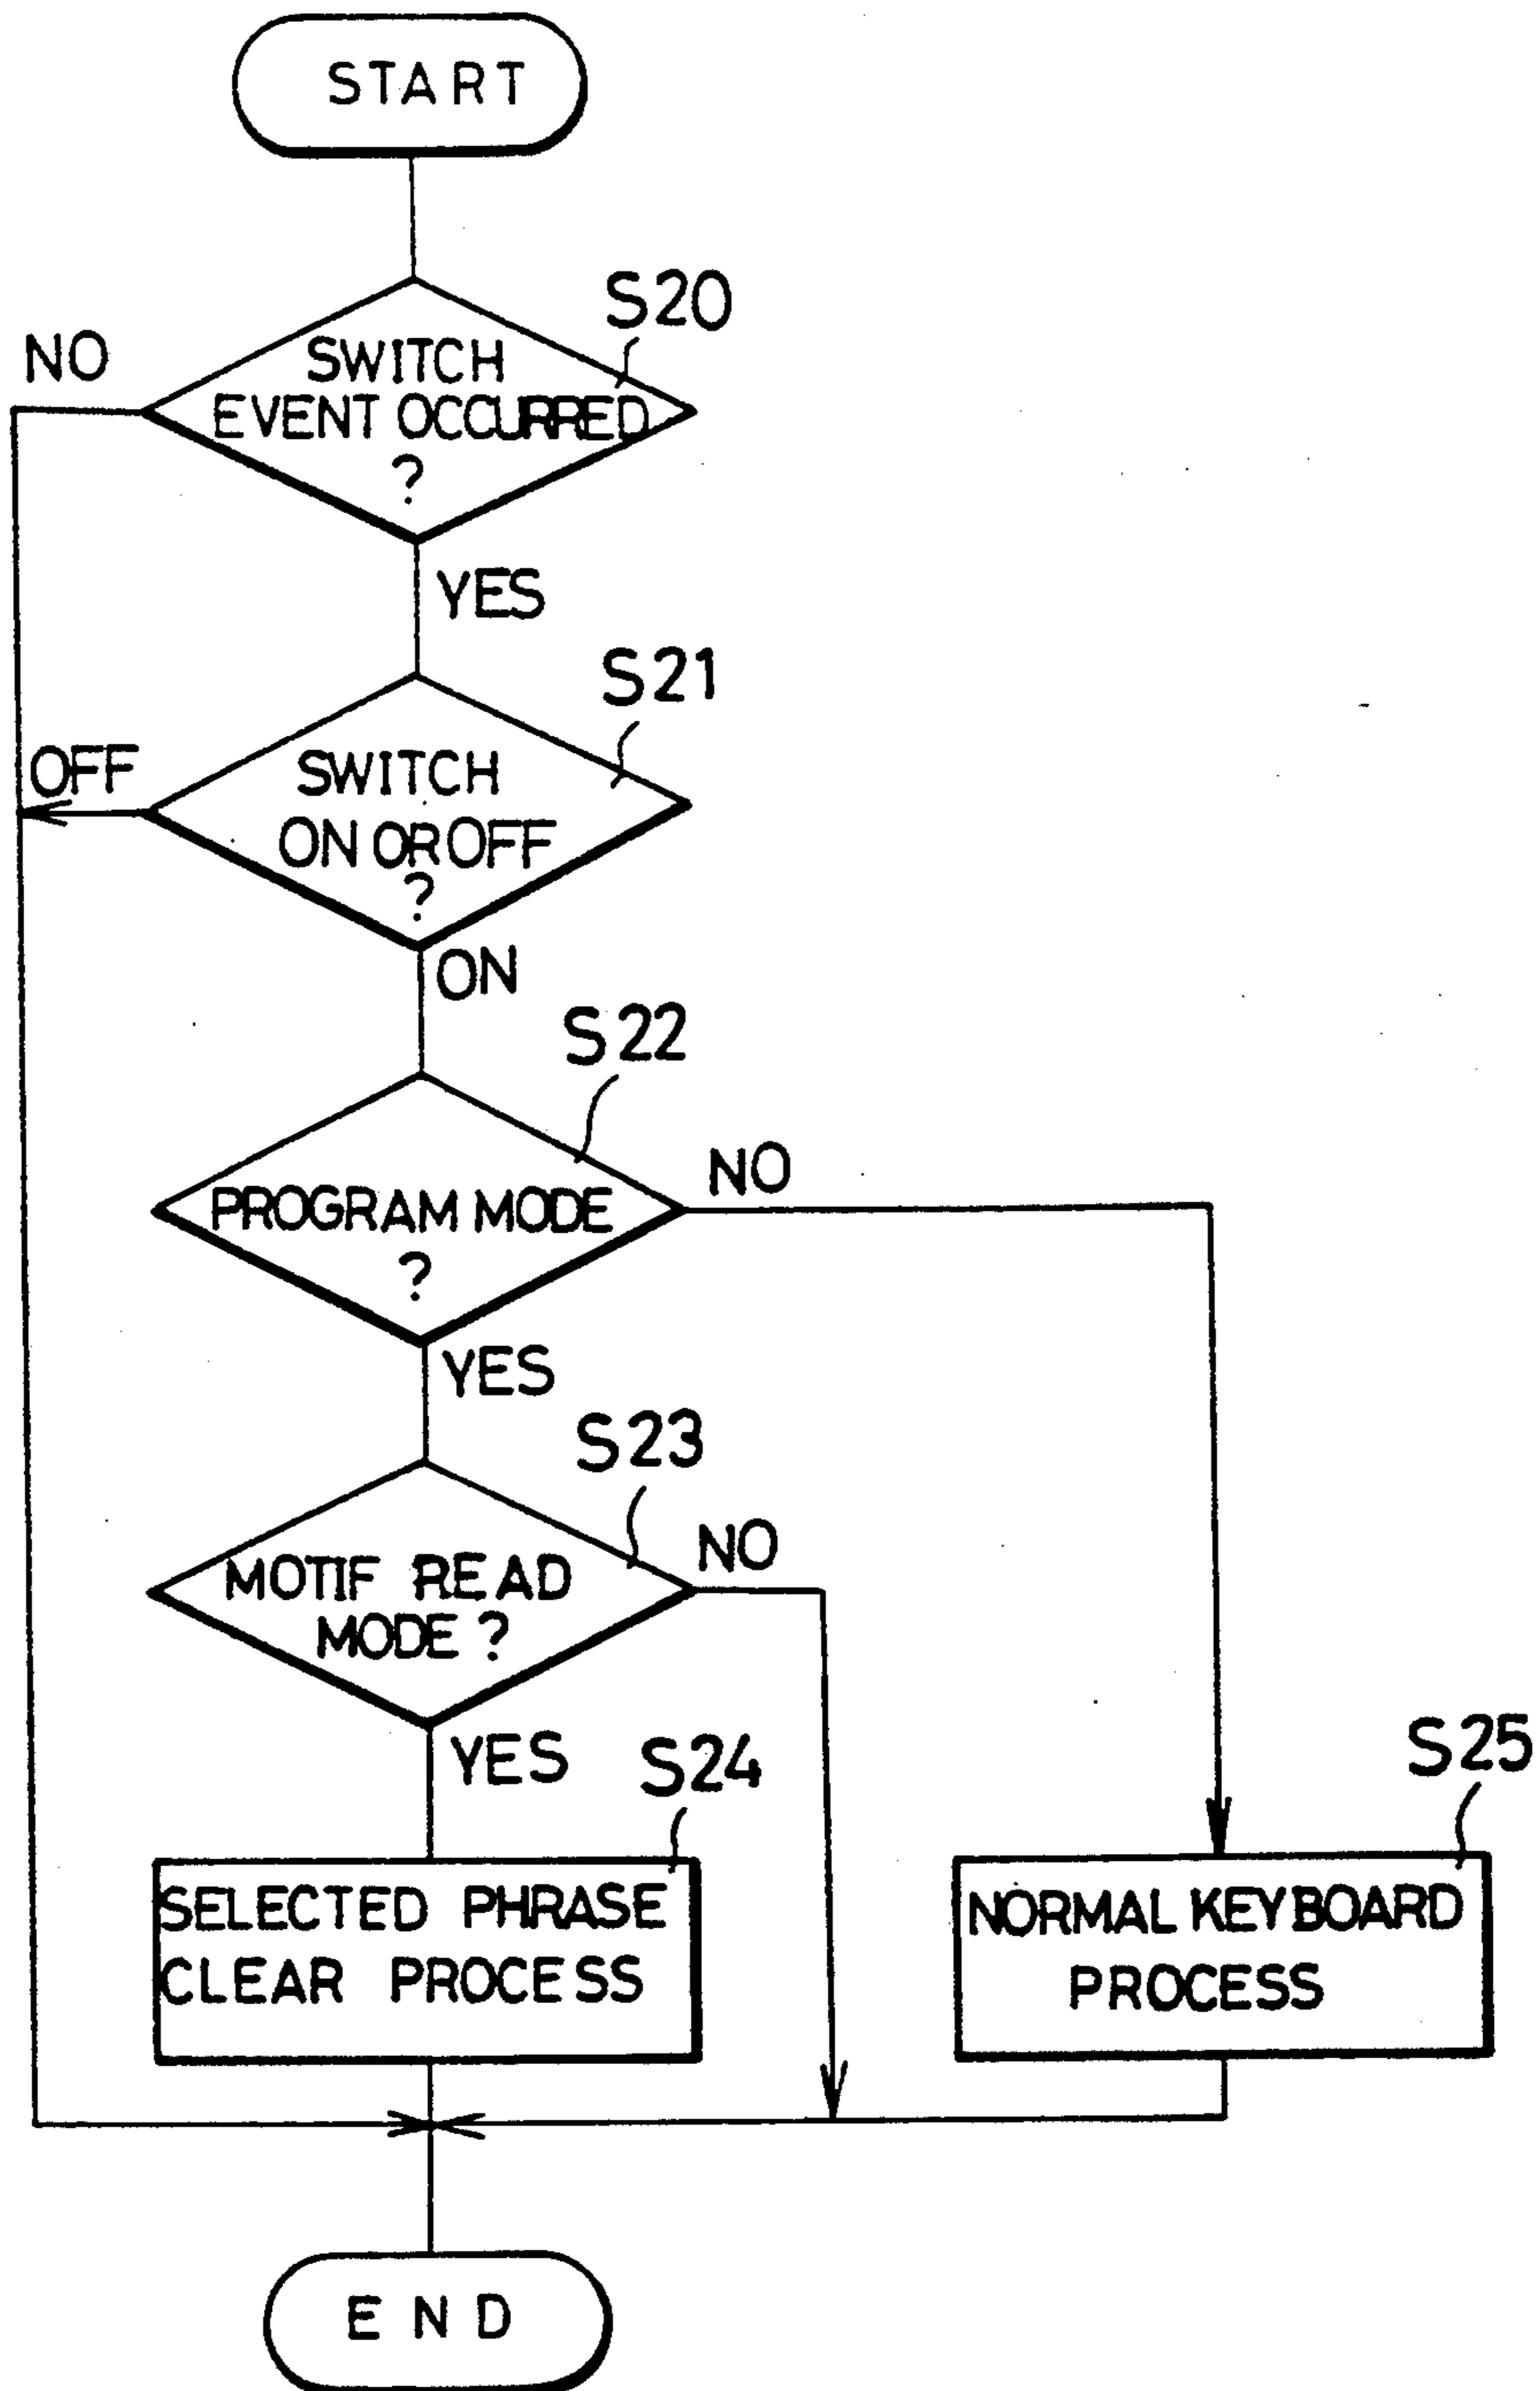 START
S20
NO
SWITCH
EVENT OCCURRED
?
YES
S21
OFF
SWITCH
ON OR OFF
?
ON
S22
NO
PROGRAM MODE
?
YES
S23
NO
MOTIF READ
MODE ?
YES
S24
S25
SELECTED PHRASE
CLEAR PROCESS
NORMAL KEYBOARD
PROCESS
END